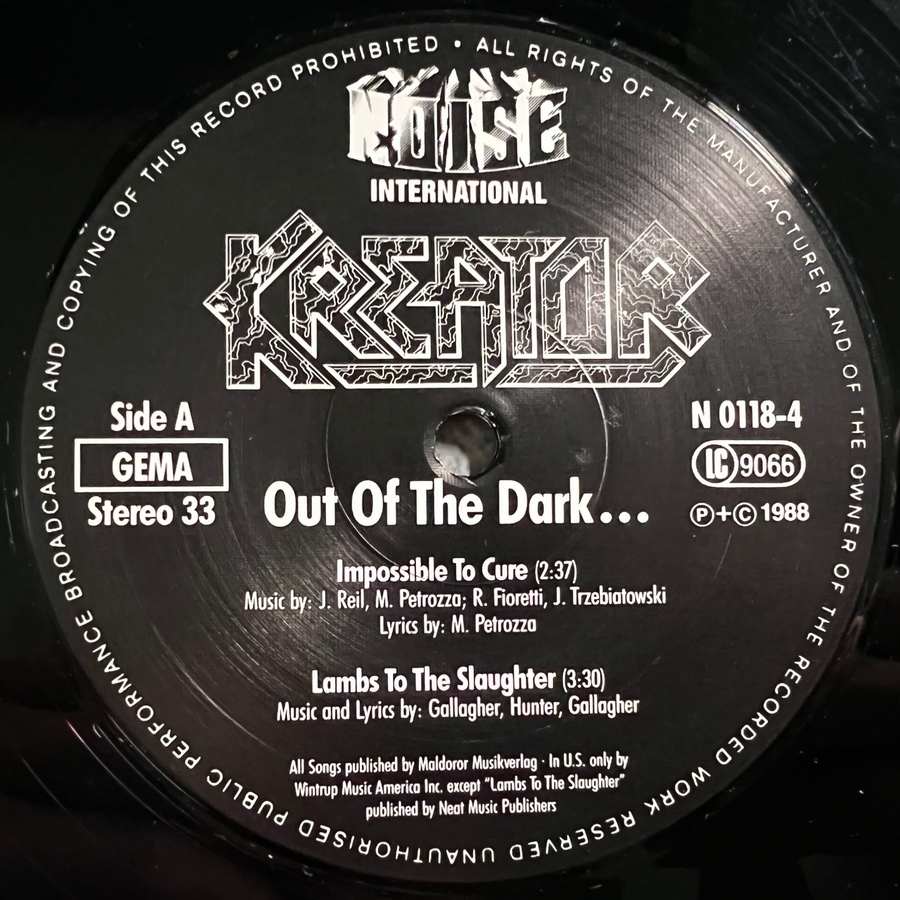 NOISE
INTERNATIONAL
KREATOR
Side A
GEMA
Stereo 33
N 0118-4
LC 9066
Ⓟ+© 1988
Out Of The Dark...
Impossible To Cure (2:37)
Music by: J. Reil, M. Petrozza; R. Fioretti, J. Trzebiatowski
Lyrics by: M. Petrozza
Lambs To The Slaughter (3:30)
Music and Lyrics by: Gallagher, Hunter, Gallagher
All Songs published by Maldoror Musikverlag · In U.S. only by
Wintrup Music America Inc. except "Lambs To The Slaughter"
published by Neat Music Publishers
• ALL RIGHTS OF THE MANUFACTURER AND OF THE OWNER OF THE RECORDED WORK RESERVED UNAUTHORISED PUBLIC PERFORMANCE BROADCASTING AND COPYING OF THIS RECORD PROHIBITED